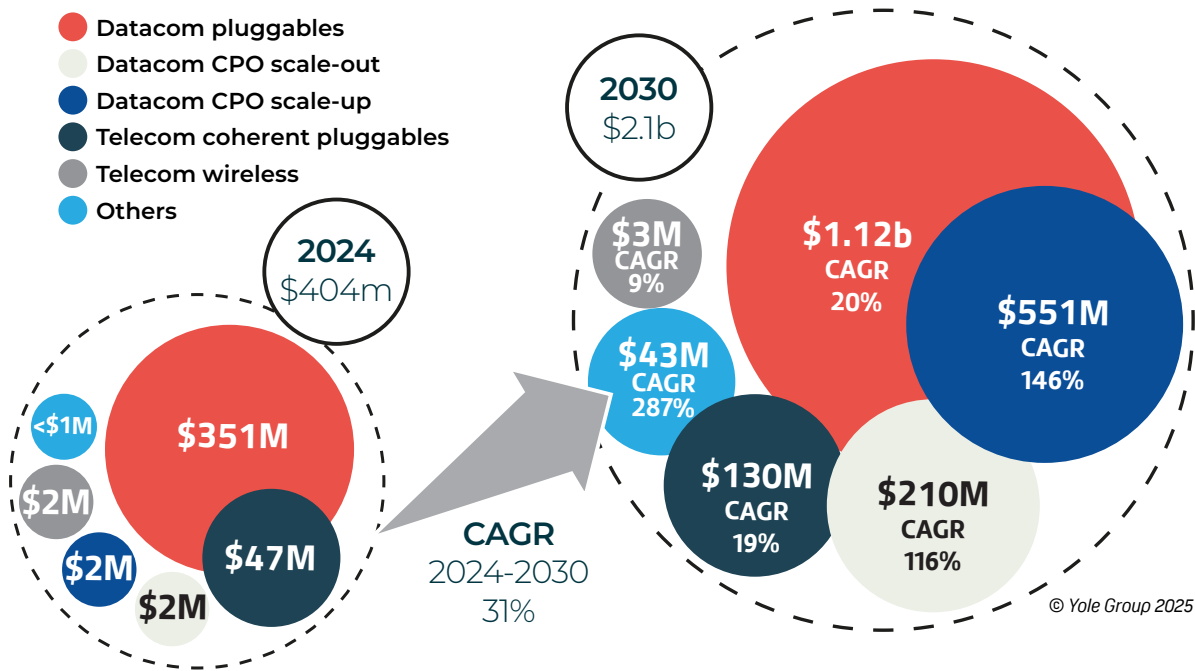 Datacom pluggables
Datacom CPO scale-out
Datacom CPO scale-up
Telecom coherent pluggables
Telecom wireless
Others
2024
$404m
<$1M
$351M
$2M
$2M
$2M
$47M
CAGR
2024-2030
31%
2030
$2.1b
$3M
CAGR
9%
$1.12b
CAGR
20%
$551M
CAGR
146%
$43M
CAGR
287%
$130M
CAGR
19%
$210M
CAGR
116%
© Yole Group 2025